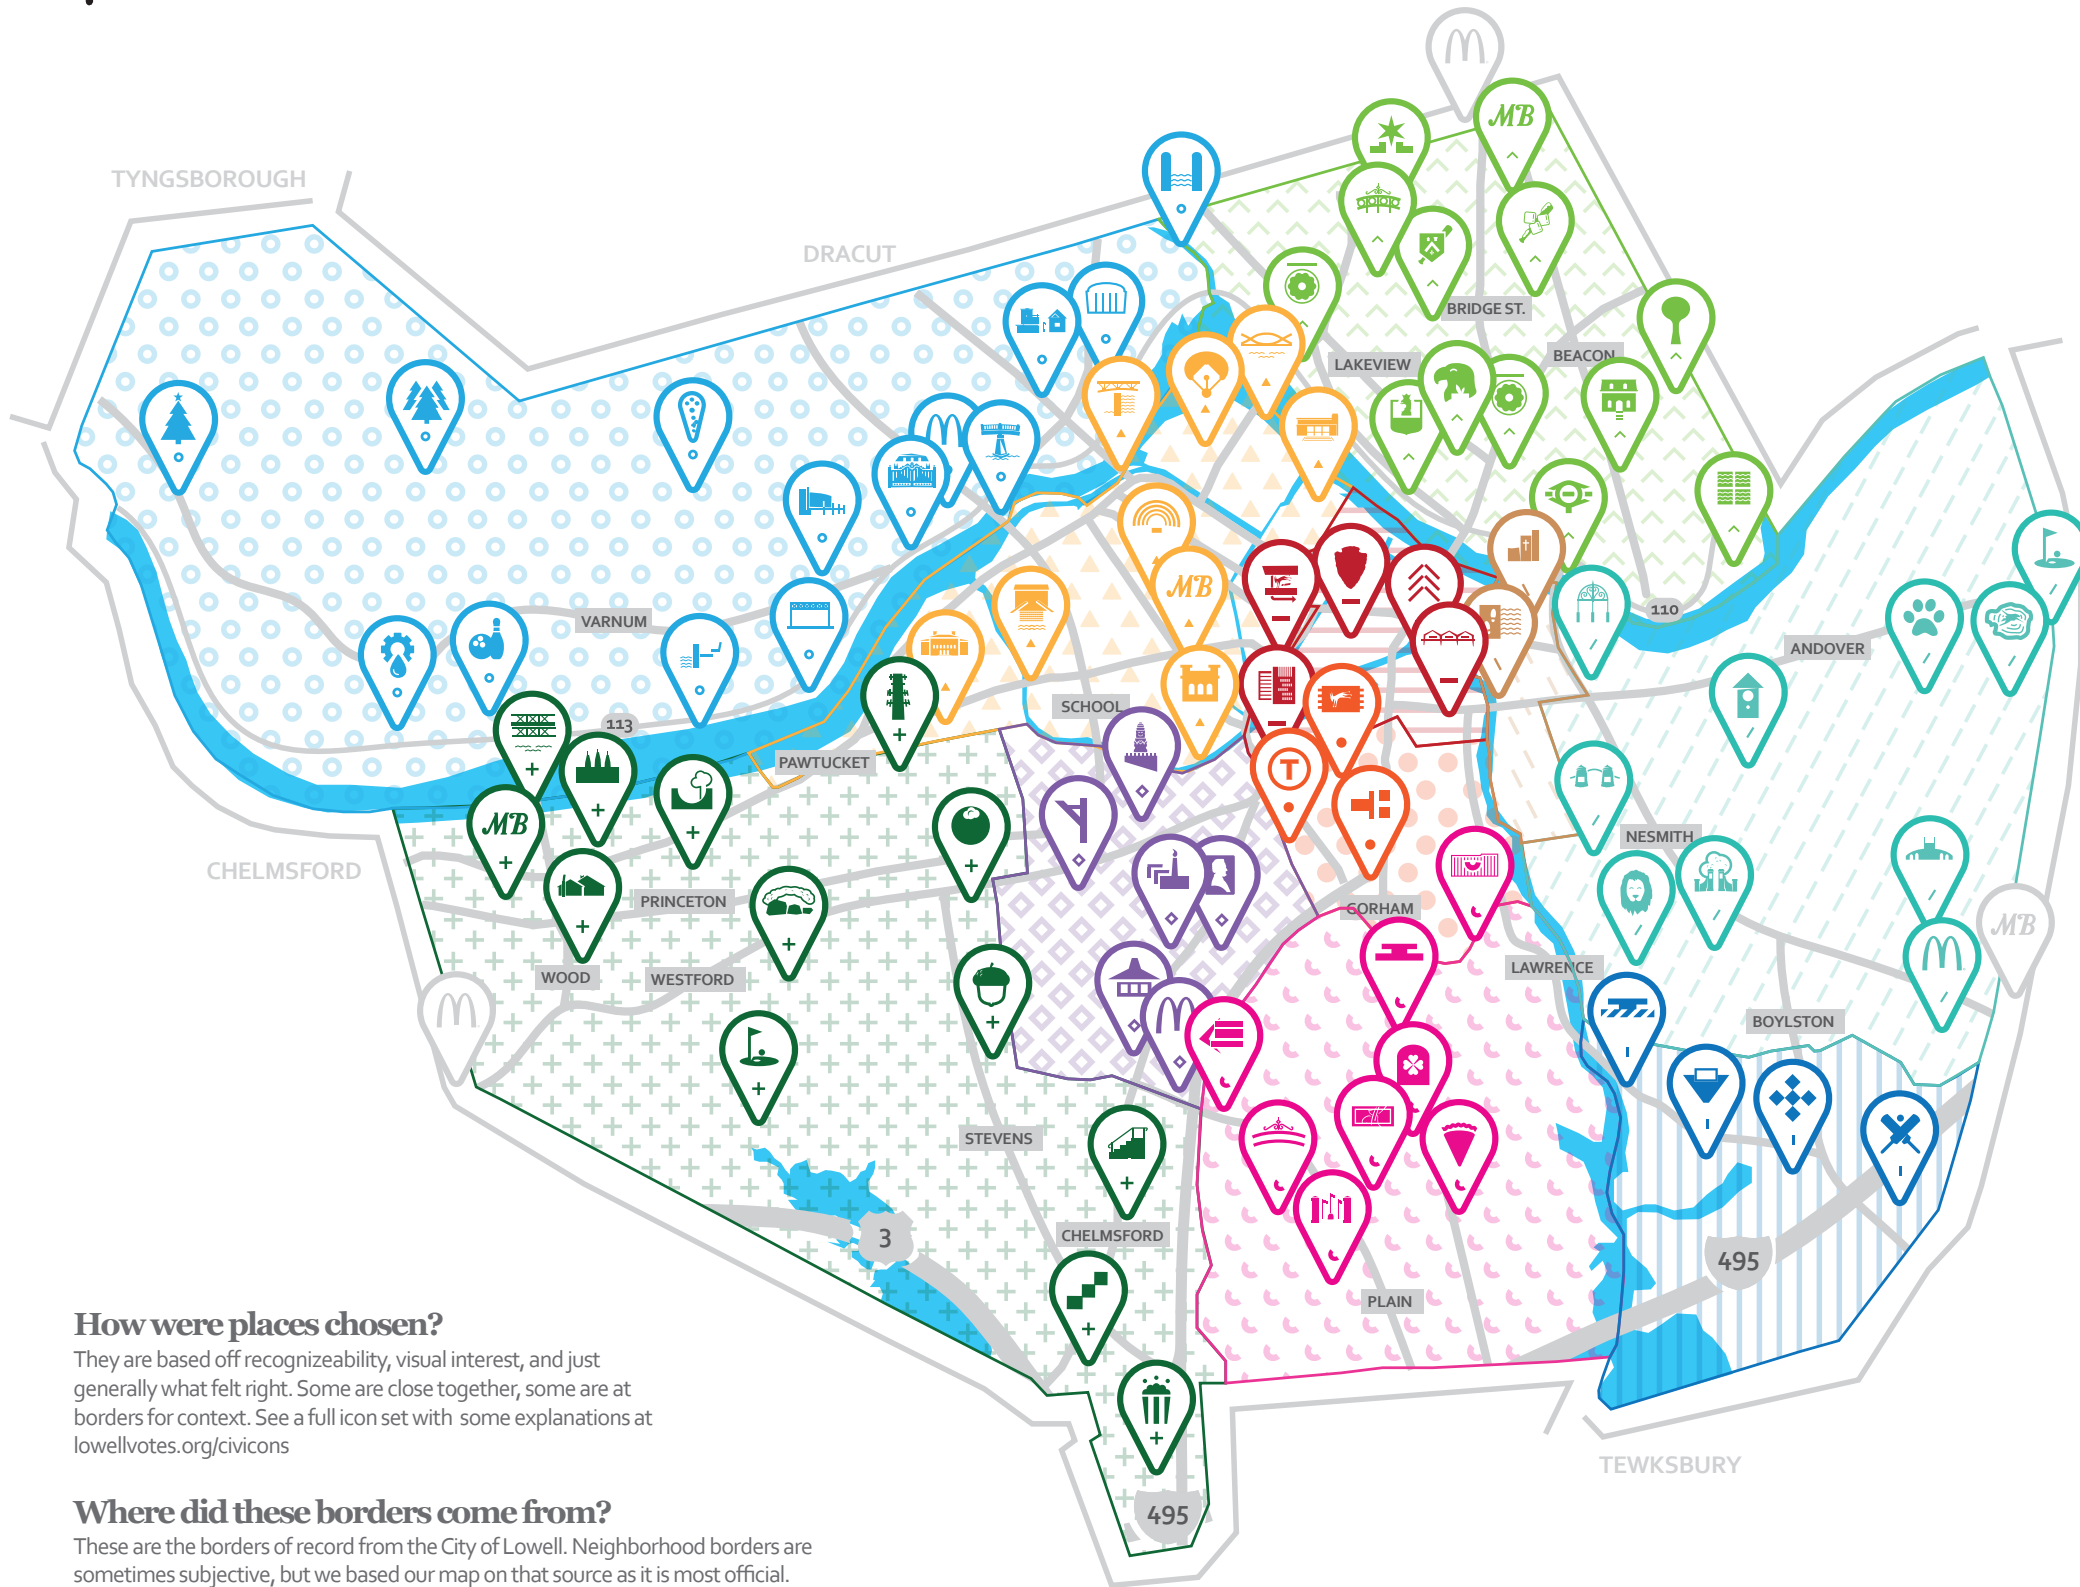 MB
TYNGSBOROUGH
DRACUT
BRIDGE ST.
BEACON
LAKEVIEW
MB
110
VARNUM
ANDOVER
SCHOOL
113
PAWTUCKET
T
MB
NESMITH
CHELMSFORD
PRINCETON
GORHAM
MB
LAWRENCE
WOOD
WESTFORD
BOYLSTON
STEVENS
CHELMSFORD
3
495
PLAIN
How were places chosen?
They are based off recognizeability, visual interest, and just
generally what felt right. Some are close together, some are at
borders for context. See a full icon set with some explanations at
lowellvotes.org/civicons
TEWKSBURY
Where did these borders come from?
495
These are the borders of record from the City of Lowell. Neighborhood borders are
sometimes subjective, but we based our map on that source as it is most official.